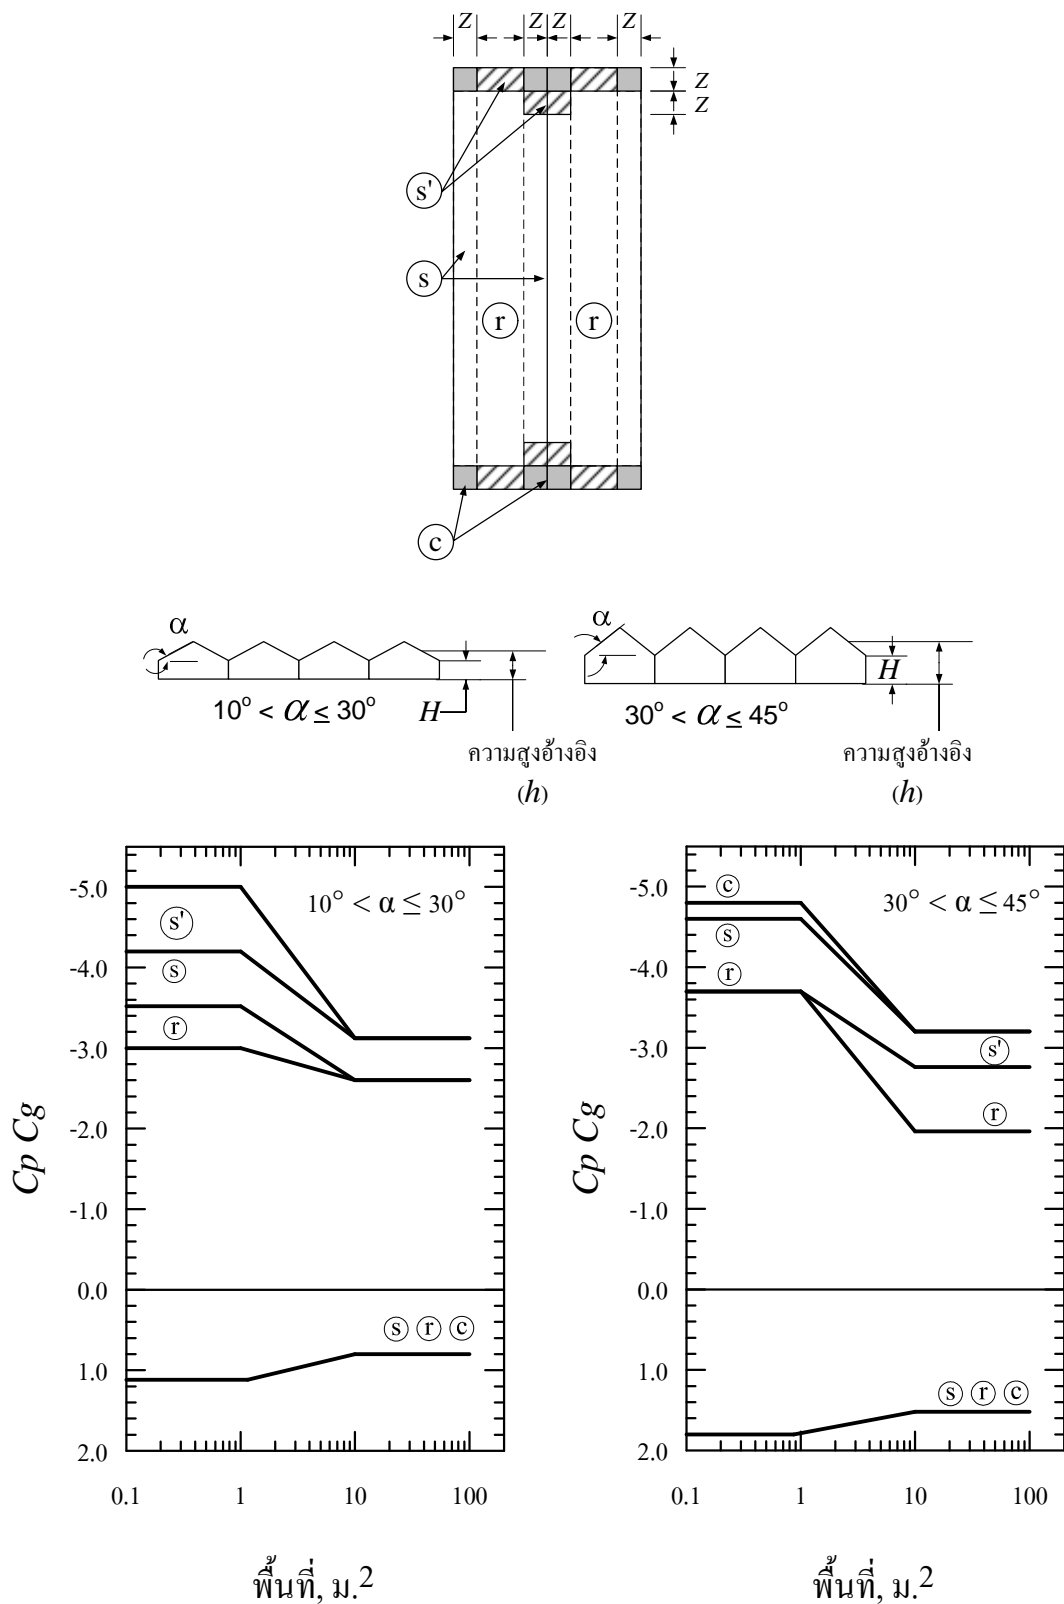 z z z z
z
z
s'
s
r r
c
α α
H
10° < α ≤ 30° H 30° < α ≤ 45°
ความสูงอ้างอิง ความสูงอ้างอิง
(h) (h)
-5.0 10° < α ≤ 30° s' -4.0 s r -3.0 -2.0 -1.0 0.0 s r c 1.0 2.0
Cp Cg
0.1 1 10 100
พื้นที่, ม.2
-5.0 c 30° < α ≤ 45° s -4.0 r -3.0 s' r -2.0 -1.0 0.0 1.0 s r c 2.0
Cp Cg
0.1 1 10 100
พื้นที่, ม.2